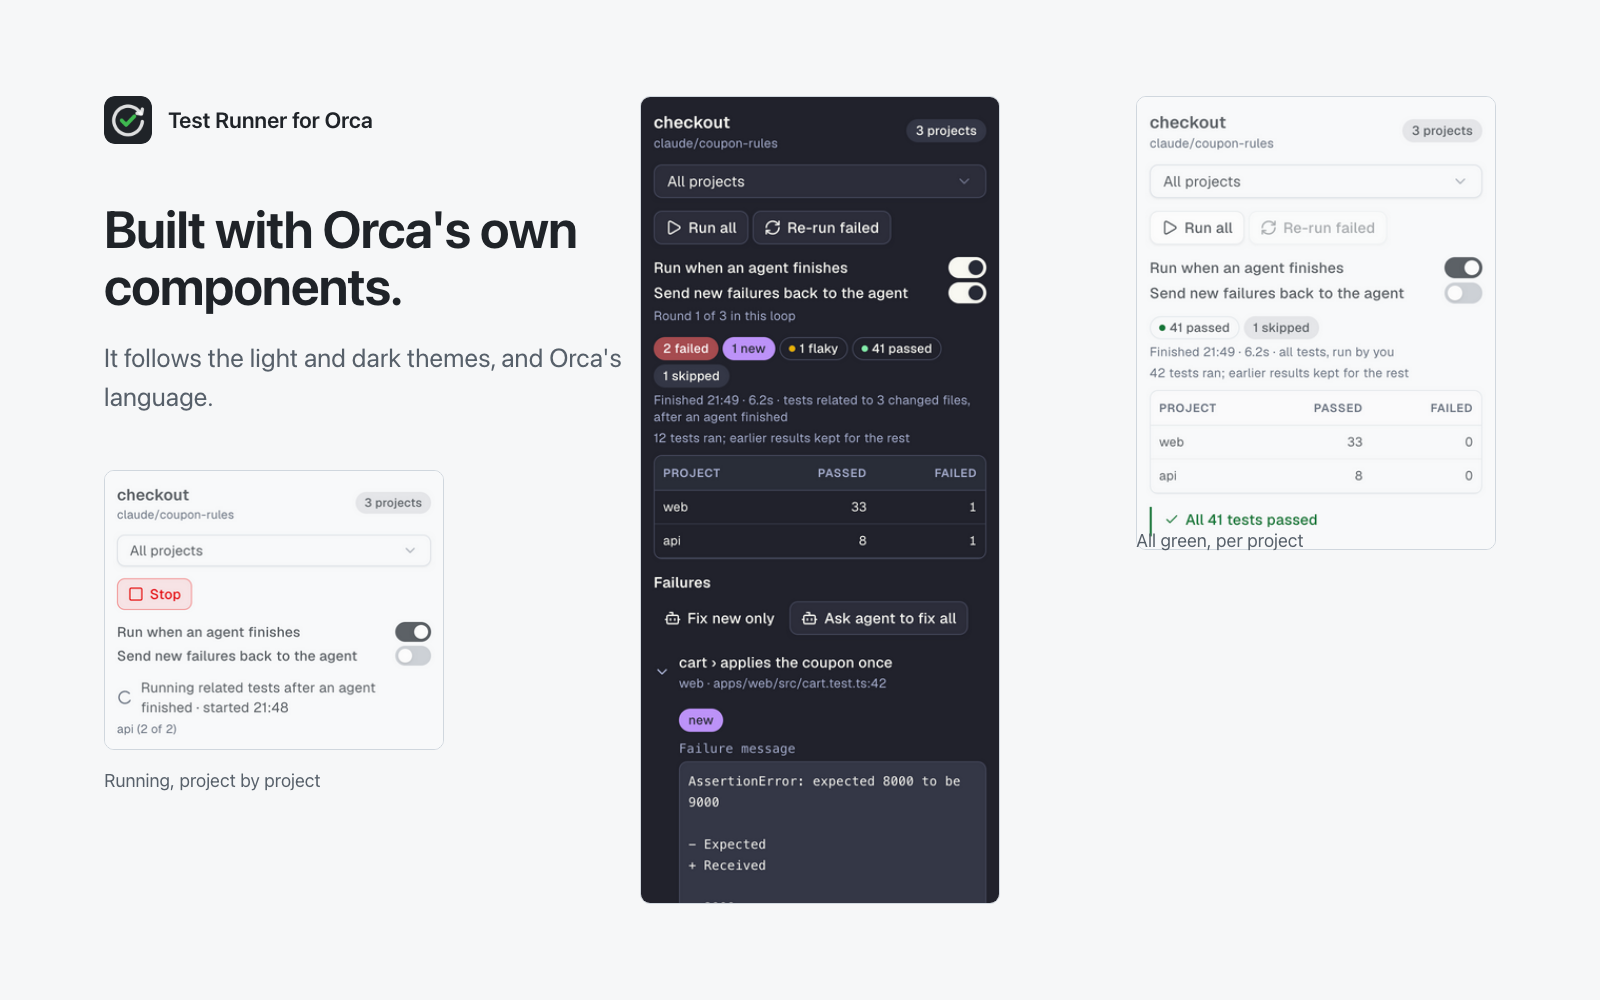 Test Runner for Orca
Built with Orca's own
components.
It follows the light and dark themes, and Orca's
language.
checkout
claude/coupon-rules
3 projects
All projects
Stop
Run when an agent finishes
Send new failures back to the agent
Running related tests after an agent
finished · started 21:48
api (2 of 2)
Running, project by project
checkout
claude/coupon-rules
3 projects
All projects
Run all
Re-run failed
Run when an agent finishes
Send new failures back to the agent
Round 1 of 3 in this loop
2 failed
1 new
1 flaky
41 passed
1 skipped
Finished 21:49 · 6.2s · tests related to 3 changed files,
after an agent finished
12 tests ran; earlier results kept for the rest
PROJECT PASSED FAILED
web 33 1
api 8 1
Failures
Fix new only
Ask agent to fix all
cart › applies the coupon once
web · apps/web/src/cart.test.ts:42
new
Failure message
AssertionError: expected 8000 to be
9000
− Expected
+ Received
checkout
claude/coupon-rules
3 projects
All projects
Run all
Re-run failed
Run when an agent finishes
Send new failures back to the agent
41 passed
1 skipped
Finished 21:49 · 6.2s · all tests, run by you
42 tests ran; earlier results kept for the rest
PROJECT PASSED FAILED
web 33 0
api 8 0
All 41 tests passed
All green, per project